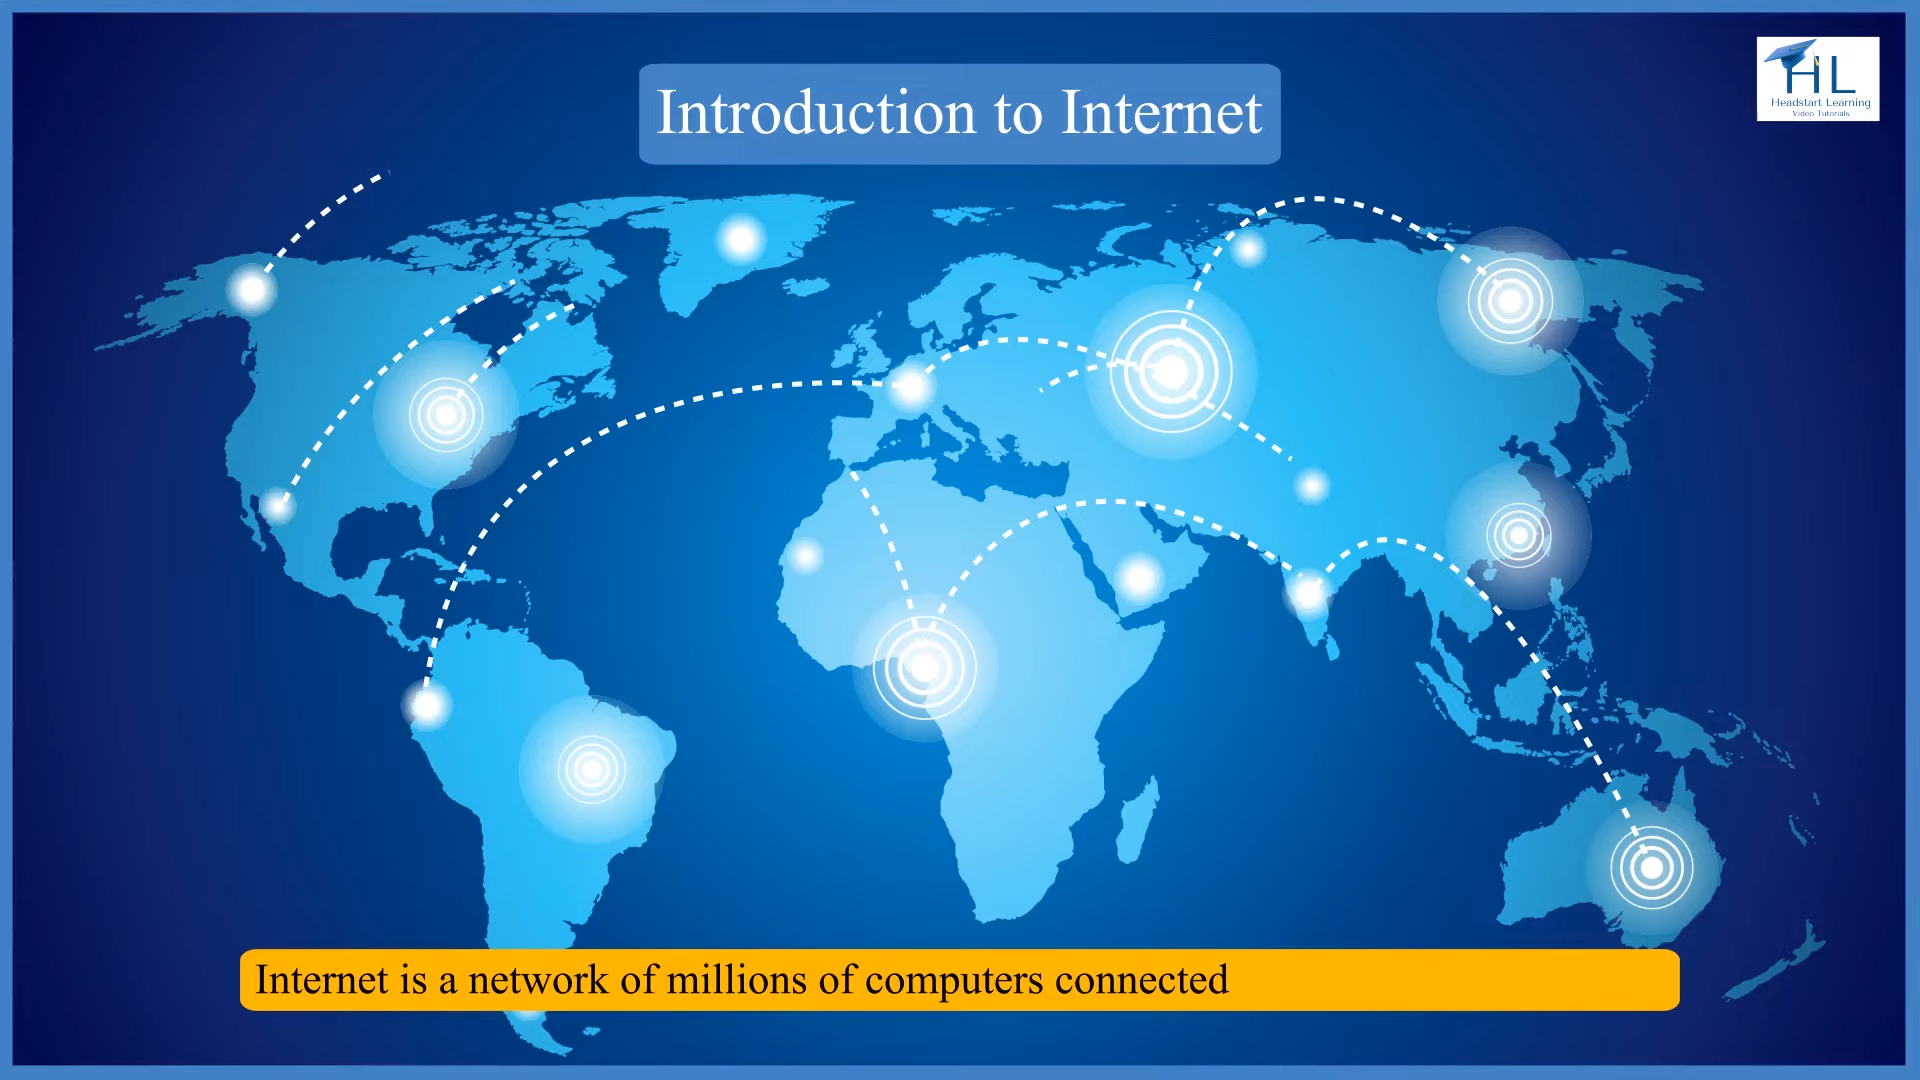 Introduction to Internet
HL
Headstart Learning
Video Tutorials
Internet is a network of millions of computers connected